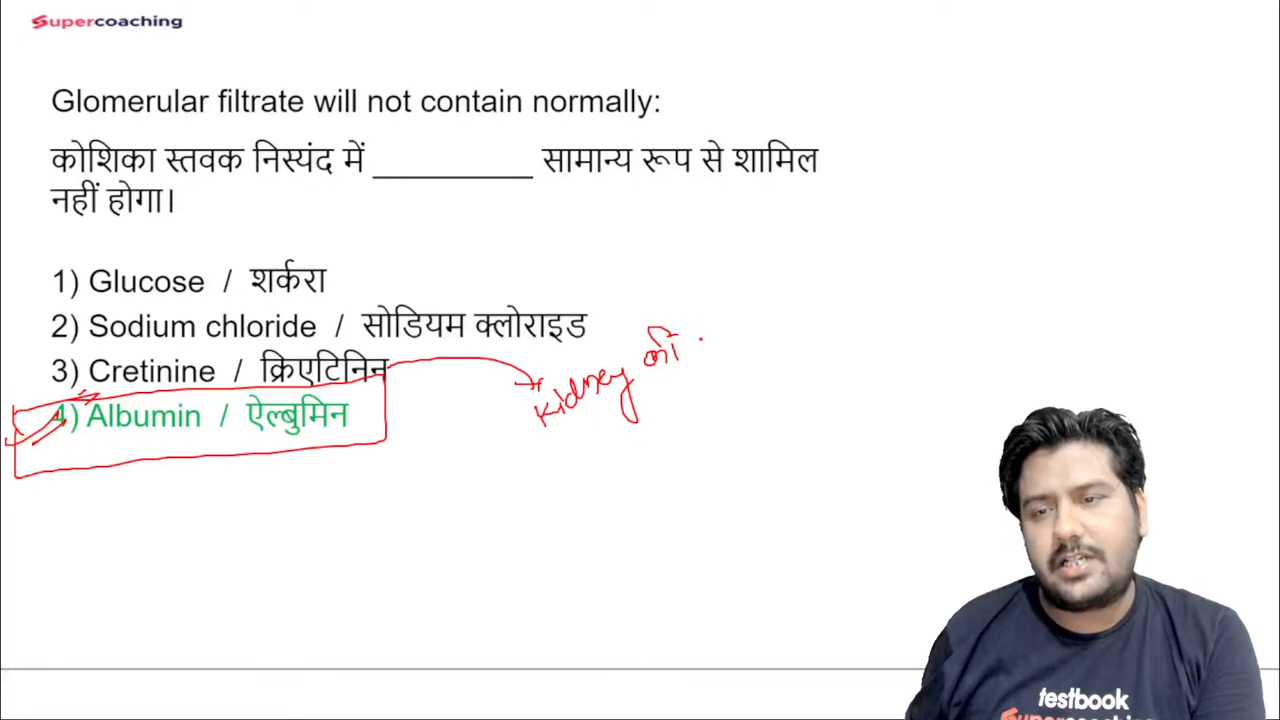 Supercoaching
Glomerular filtrate will not contain normally:
कोशिका स्तवक निस्यंद में __________ सामान्य रूप से शामिल
नहीं होगा।
1) Glucose / शर्करा
2) Sodium chloride / सोडियम क्लोराइड
3) Cretinine / क्रिएटिनिन
4) Albumin / ऐल्बुमिन
kidney की
testbook
Supercoaching